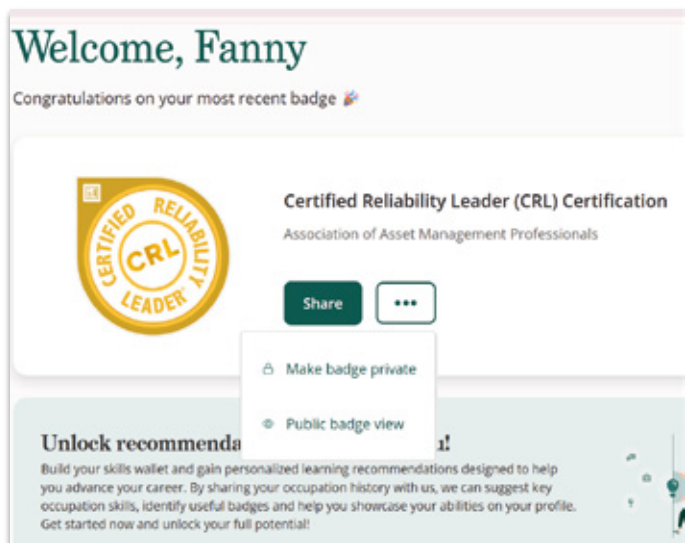 Welcome, Fanny
Congratulations on your most recent badge 🎉
CERTIFIED RELIABILITY LEADER
CRL
Certified Reliability Leader (CRL) Certification
Association of Asset Management Professionals
Share •••
Make badge private
Public badge view
Unlock recommenda
u!
Build your skills wallet and gain personalized learning recommendations designed to help
you advance your career. By sharing your occupation history with us, we can suggest key
occupation skills, identify useful badges and help you showcase your abilities on your profile.
Get started now and unlock your full potential!